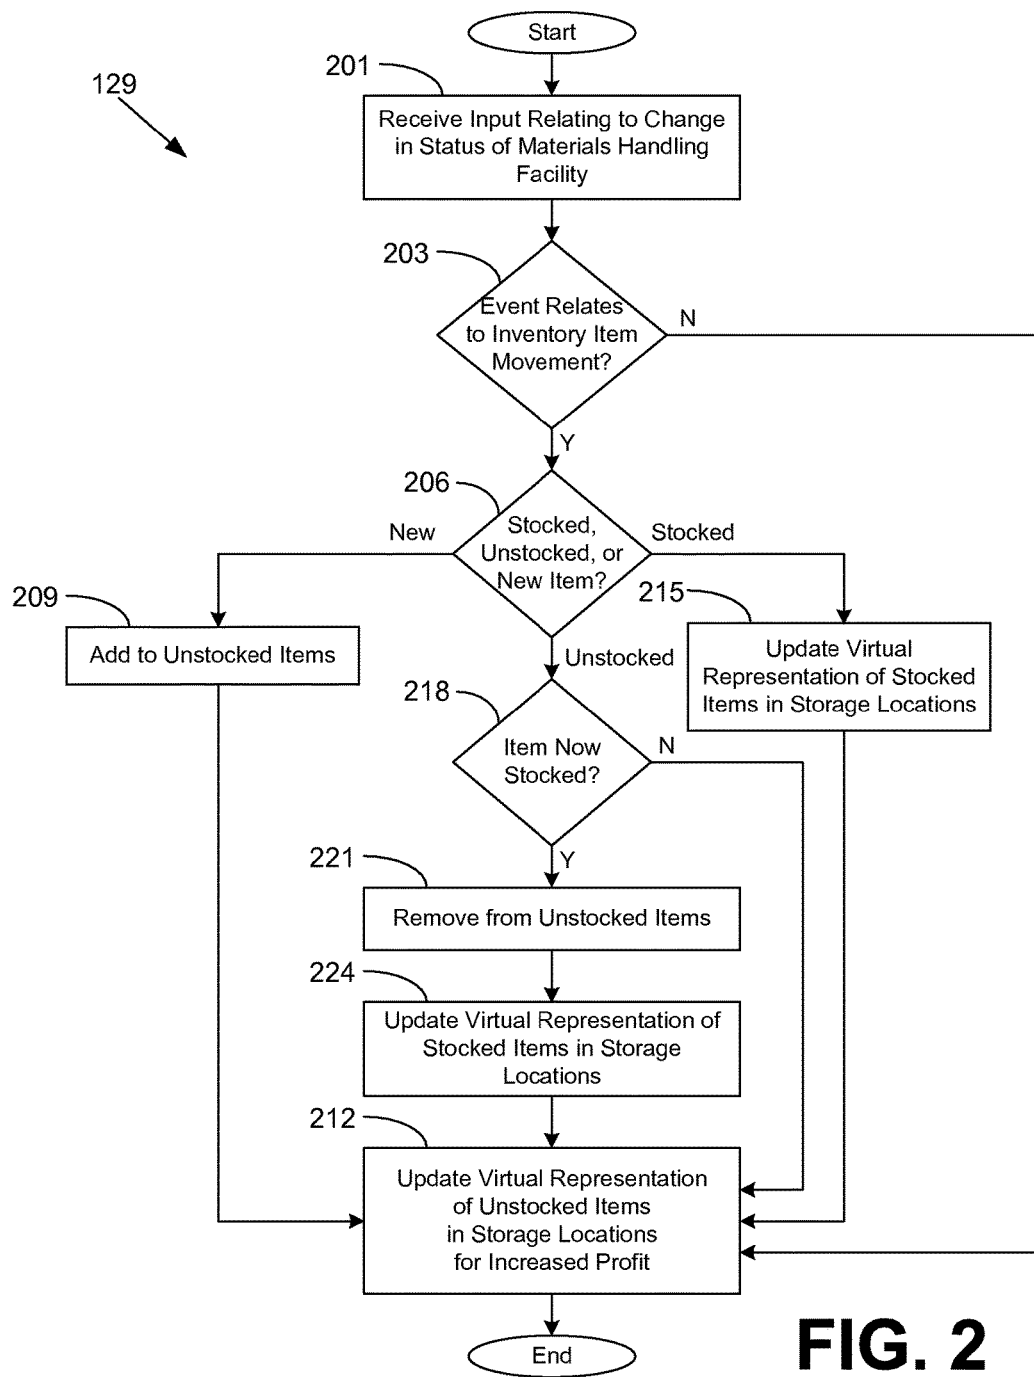 Start
201
129
Receive Input Relating to Change
in Status of Materials Handling
Facility
203
Event Relates
to Inventory Item
Movement?
N
Y
206
New
Stocked,
Unstocked, or
New Item?
Stocked
209
Add to Unstocked Items
215
Update Virtual
Representation of Stocked
Items in Storage Locations
Unstocked
218
Item Now
Stocked?
N
Y
221
Remove from Unstocked Items
224
Update Virtual Representation of
Stocked Items in Storage
Locations
212
Update Virtual Representation
of Unstocked Items
in Storage Locations
for Increased Profit
End
FIG. 2